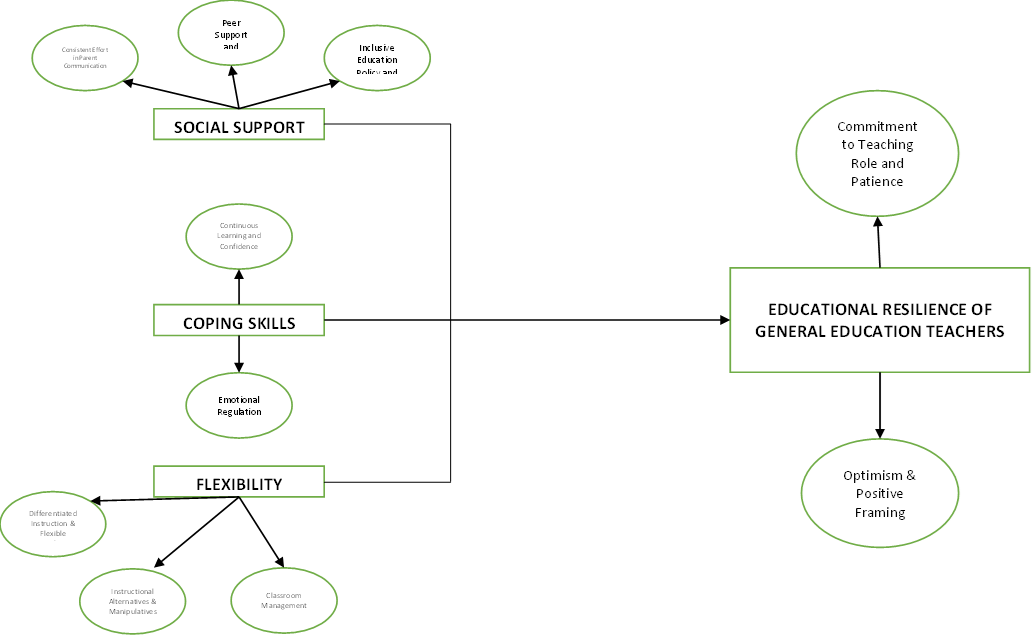 Peer
Support
and
Consistent Effort
in Parent
Communication
Inclusive
Education
Policy and
SOCIAL SUPPORT
Commitment
to Teaching
Role and
Patience
Continuous
Learning and
Confidence
COPING SKILLS
EDUCATIONAL RESILIENCE OF
GENERAL EDUCATION TEACHERS
Emotional
Regulation
FLEXIBILITY
Optimism &
Positive
Framing
Differentiated
Instruction &
Flexible
Instructional
Alternatives &
Manipulatives
Classroom
Management